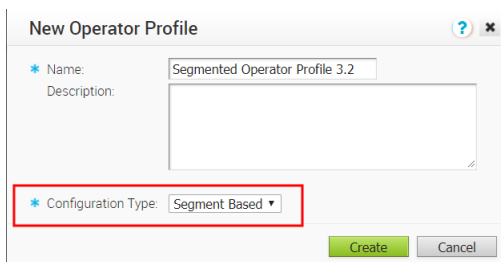 New Operator Profile
?
* Name: Segmented Operator Profile 3.2
Description:
* Configuration Type: Segment Based
Create Cancel